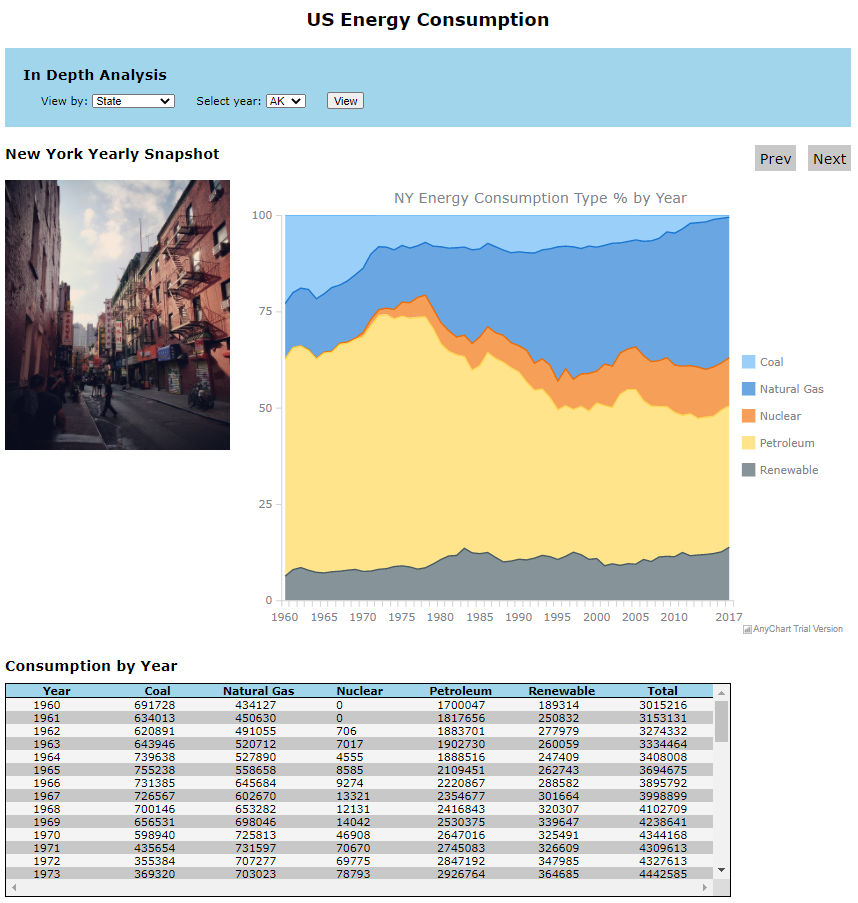 US Energy Consumption
In Depth Analysis
View by: State Select year: AK View
New York Yearly Snapshot Prev Next
NY Energy Consumption Type % by Year
100
75
50
25
0
1960 1965 1970 1975 1980 1985 1990 1995 2000 2005 2010 2017
Coal
Natural Gas
Nuclear
Petroleum
Renewable
AnyChart Trial Version
Consumption by Year
Year Coal Natural Gas Nuclear Petroleum Renewable Total
1960 691728 434127 0 1700047 189314 3015216
1961 634013 450630 0 1817656 250832 3153131
1962 620891 491055 706 1883701 277979 3274332
1963 643946 520712 7017 1902730 260059 3334464
1964 739638 527890 4555 1888516 247409 3408008
1965 755238 558658 8585 2109451 262743 3694675
1966 731385 645684 9274 2220867 288582 3895792
1967 726567 602670 13321 2354677 301664 3998899
1968 700146 653282 12131 2416843 320307 4102709
1969 656531 698046 14042 2530375 339647 4238641
1970 598940 725813 46908 2647016 325491 4344168
1971 435654 731597 70670 2745083 326609 4309613
1972 355384 707277 69775 2847192 347985 4327613
1973 369320 703023 78793 2926764 364685 4442585